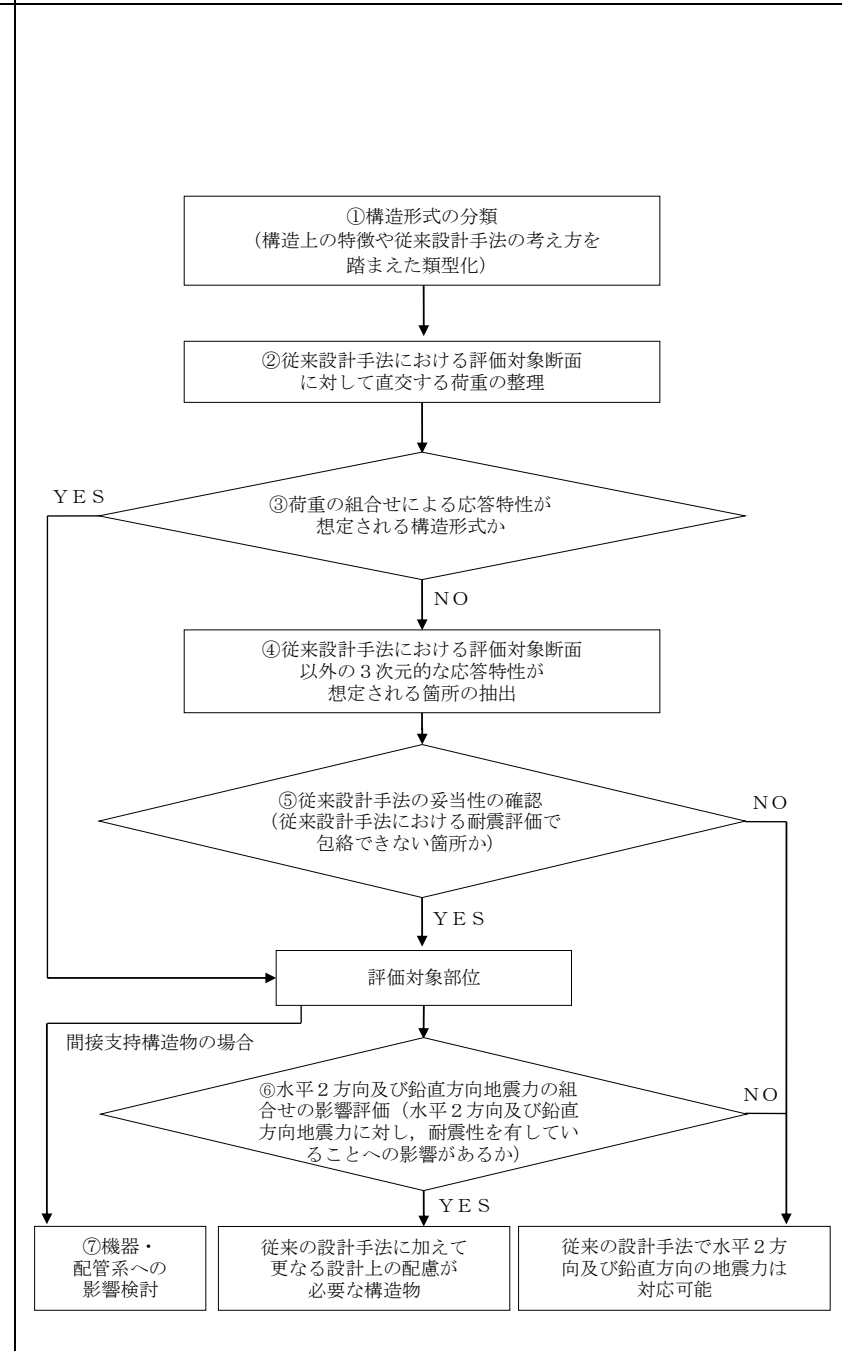 ①構造形式の分類
（構造上の特徴や従来設計手法の考え方を
踏まえた類型化）
②従来設計手法における評価対象断面
に対して直交する荷重の整理
YES
③荷重の組合せによる応答特性が
想定される構造形式か
NO
④従来設計手法における評価対象断面
以外の３次元的な応答特性が
想定される箇所の抽出
⑤従来設計手法の妥当性の確認
（従来設計手法における耐震評価で
包絡できない箇所か）
NO
YES
評価対象部位
間接支持構造物の場合
⑥水平２方向及び鉛直方向地震力の組
合せの影響評価（水平２方向及び鉛直
方向地震力に対し，耐震性を有してい
ることへの影響があるか）
NO
YES
⑦機器・
配管系への
影響検討
従来の設計手法に加えて
更なる設計上の配慮が
必要な構造物
従来の設計手法で水平２方
向及び鉛直方向の地震力は
対応可能